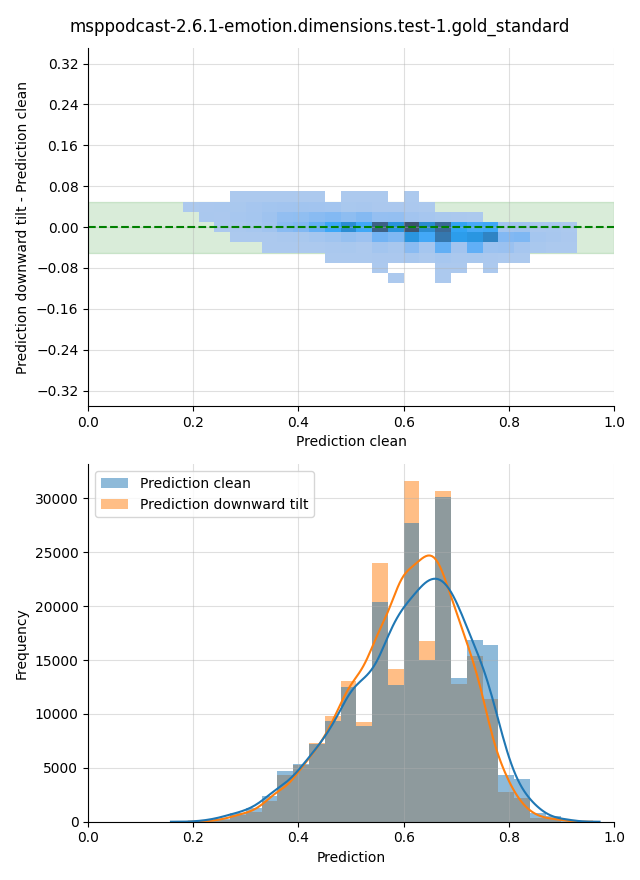 msppodcast-2.6.1-emotion.dimensions.test-1.gold_standard
Prediction downward tilt - Prediction clean
0.32
0.24
0.16
0.08
0.00
−0.08
−0.16
−0.24
−0.32
0.0 0.2 0.4 0.6 0.8 1.0
Prediction clean
Prediction clean
Prediction downward tilt
Frequency
30000
25000
20000
15000
10000
5000
0
0.0 0.2 0.4 0.6 0.8 1.0
Prediction